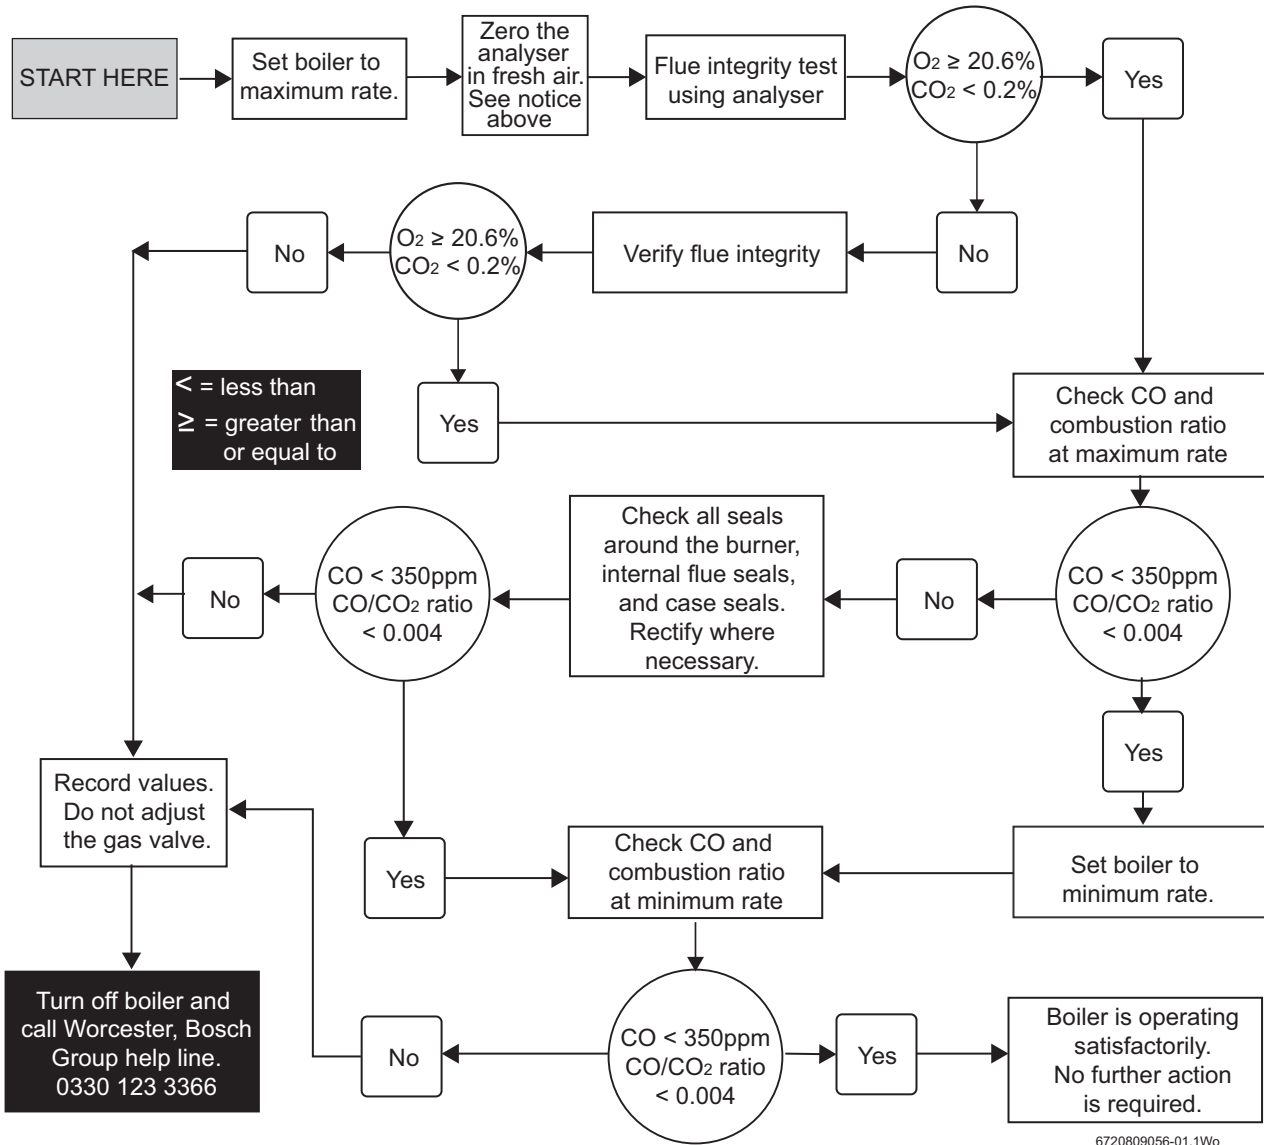 START HERE
Set boiler to
maximum rate.
Zero the
analyser
in fresh air.
See notice
above
Flue integrity test
using analyser
O2 ≥ 20.6%
CO2 < 0.2%
Yes
No
O2 ≥ 20.6%
CO2 < 0.2%
Verify flue integrity
No
< = less than
≥ = greater than
or equal to
Yes
Check CO and
combustion ratio
at maximum rate
No
CO < 350ppm
CO/CO2 ratio
< 0.004
Check all seals
around the burner,
internal flue seals,
and case seals.
Rectify where
necessary.
No
CO < 350ppm
CO/CO2 ratio
< 0.004
Yes
Record values.
Do not adjust
the gas valve.
Yes
Check CO and
combustion ratio
at minimum rate
Set boiler to
minimum rate.
Turn off boiler and
call Worcester, Bosch
Group help line.
0330 123 3366
No
CO < 350ppm
CO/CO2 ratio
< 0.004
Yes
Boiler is operating
satisfactorily.
No further action
is required.
6720809056-01.1Wo